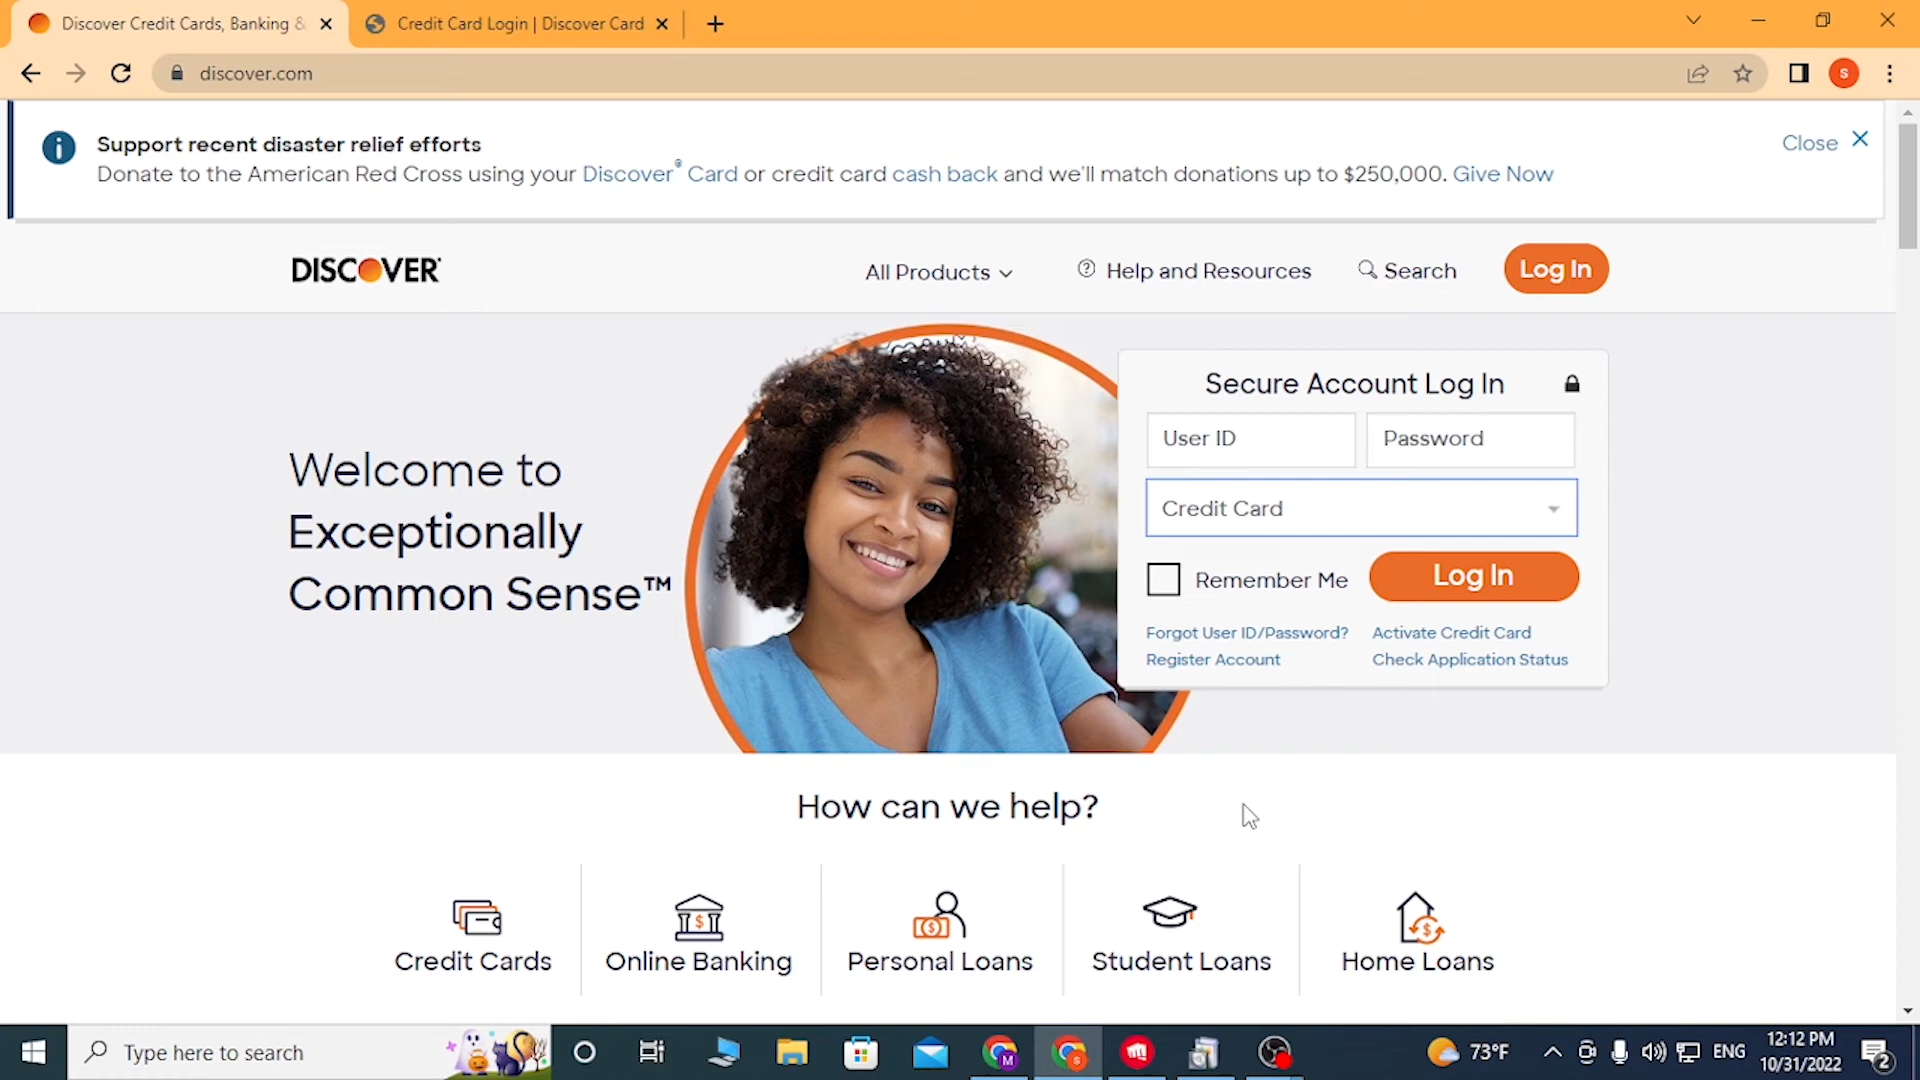 Discover Credit Cards, Banking &
Credit Card Login | Discover Card
S
discover.com
Support recent disaster relief efforts
Close
Donate to the American Red Cross using your Discover® Card or credit card cash back and we'll match donations up to $250,000. Give Now
DISCOVER
All Products
Help and Resources
Search
Log In
Welcome to
Exceptionally
Common Sense™
Secure Account Log In
User ID
Password
Credit Card
Remember Me
Log In
Forgot User ID/Password?
Activate Credit Card
Register Account
Check Application Status
How can we help?
Credit Cards
Online Banking
Personal Loans
Student Loans
Home Loans
Type here to search
M
S
73°F
ENG
12:12 PM
10/31/2022
2